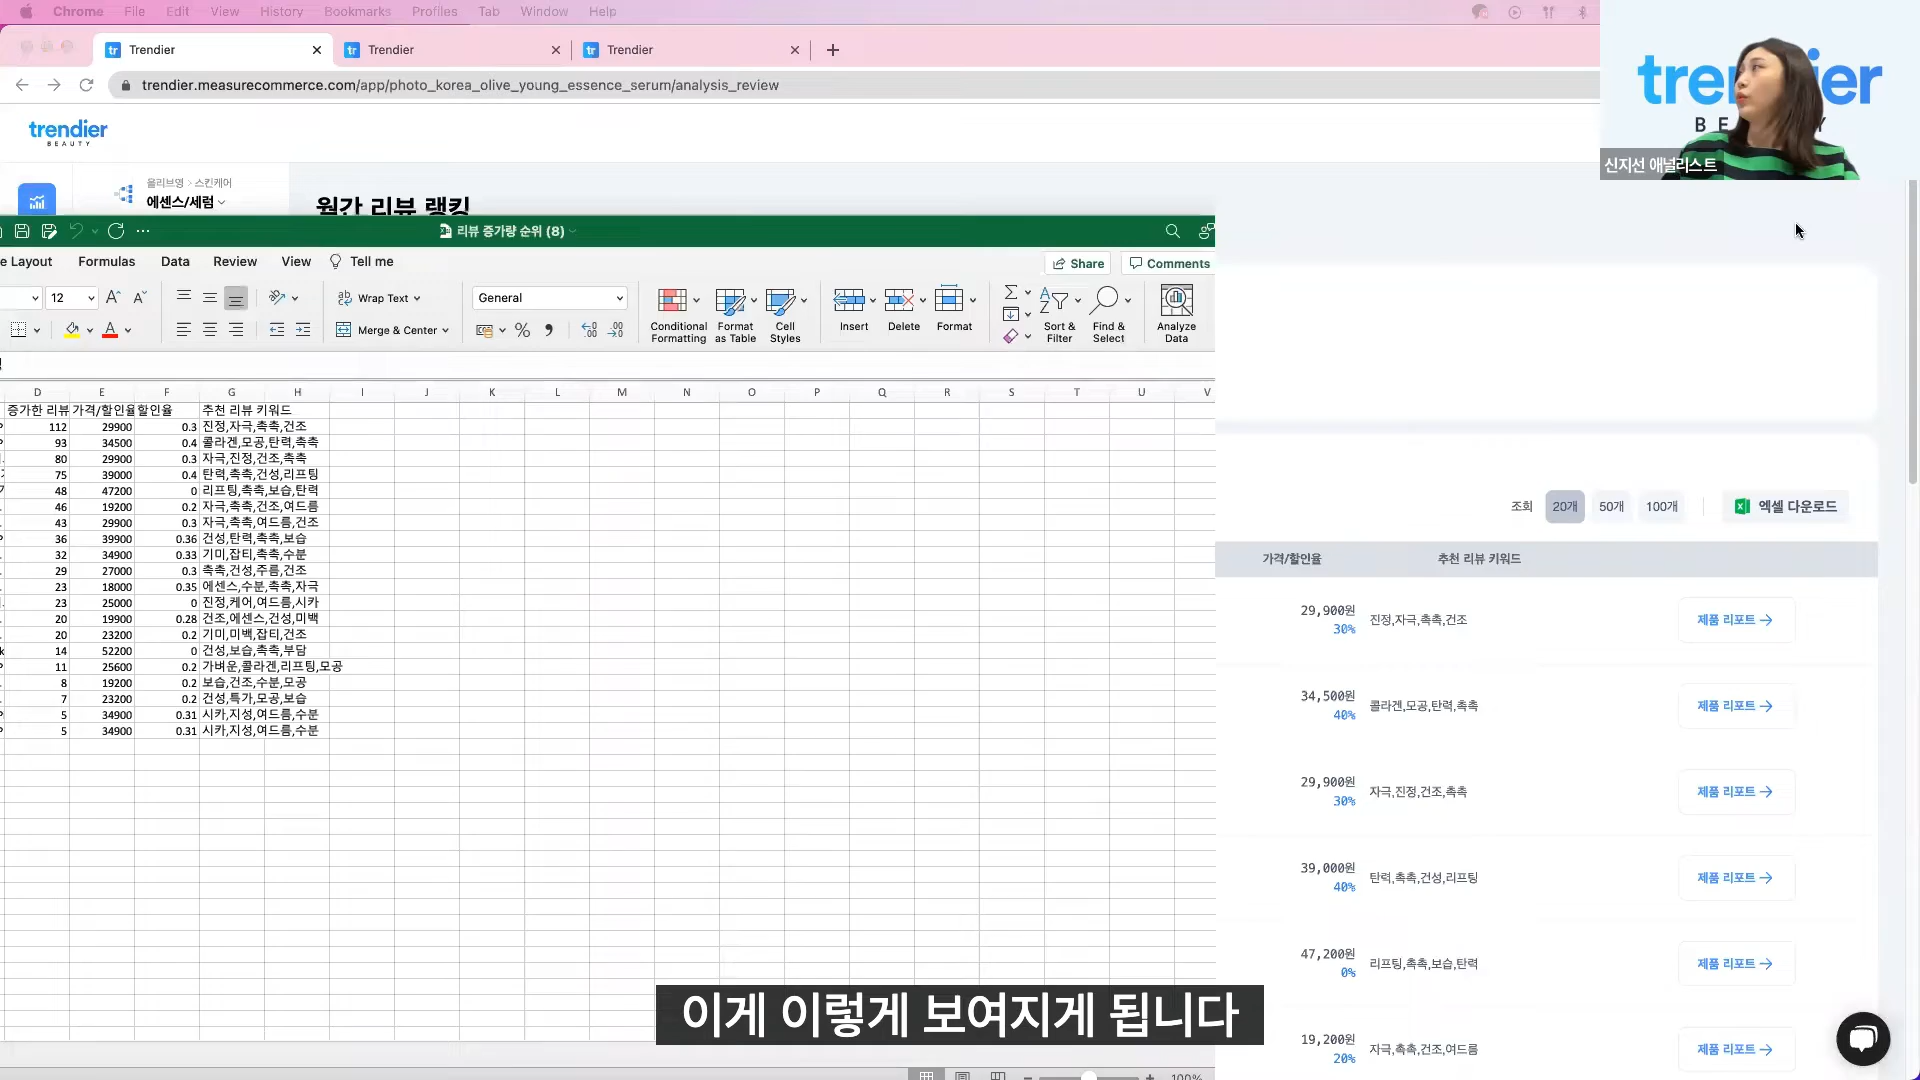 Chrome File Edit View History Bookmarks Profiles Tab Window Help
Trendier
Trendier
Trendier
trendier.measurecommerce.com/app/photo_korea_olive_young_essence_serum/analysis_review
trendier
BEAUTY
올리브영 > 스킨케어
에센스/세럼
월간 리뷰 랭킹
신지선 애널리스트
리뷰 증가량 순위 (8)
Layout Formulas Data Review View Tell me
Share Comments
12 Wrap Text General
Merge & Center
Conditional Formatting
Format as Table
Cell Styles
Insert Delete Format
Sort & Filter
Find & Select
Analyze Data
D E F G H I J K L M N O P Q R S T U V
증가한 리뷰 가격/할인율 할인율 추천 리뷰 키워드
112 29900 0.3 진정,자극,촉촉,건조
93 34500 0.4 콜라겐,모공,탄력,촉촉
80 29900 0.3 자극,진정,건조,촉촉
75 39000 0.4 탄력,촉촉,건성,리프팅
48 47200 0 리프팅,촉촉,보습,탄력
46 19200 0.2 자극,촉촉,건조,여드름
43 29900 0.3 자극,촉촉,여드름,건조
36 39900 0.36 건성,탄력,촉촉,보습
32 34900 0.33 기미,잡티,촉촉,수분
29 27000 0.3 촉촉,건성,주름,건조
23 18000 0.35 에센스,수분,촉촉,자극
23 25000 0 진정,케어,여드름,시카
20 19900 0.28 건조,에센스,건성,미백
20 23200 0.2 기미,미백,잡티,건조
14 52200 0 건성,보습,촉촉,부담
11 25600 0.2 가벼운,콜라겐,리프팅,모공
8 19200 0.2 보습,건조,수분,모공
7 23200 0.2 건성,특가,모공,보습
5 34900 0.31 시카,지성,여드름,수분
5 34900 0.31 시카,지성,여드름,수분
조회 20개 50개 100개 엑셀 다운로드
가격/할인율 추천 리뷰 키워드
29,900원
30%
진정,자극,촉촉,건조
제품 리포트
34,500원
40%
콜라겐,모공,탄력,촉촉
제품 리포트
29,900원
30%
자극,진정,건조,촉촉
제품 리포트
39,000원
40%
탄력,촉촉,건성,리프팅
제품 리포트
47,200원
0%
리프팅,촉촉,보습,탄력
제품 리포트
19,200원
20%
자극,촉촉,건조,여드름
제품 리포트
이게 이렇게 보여지게 됩니다
100%